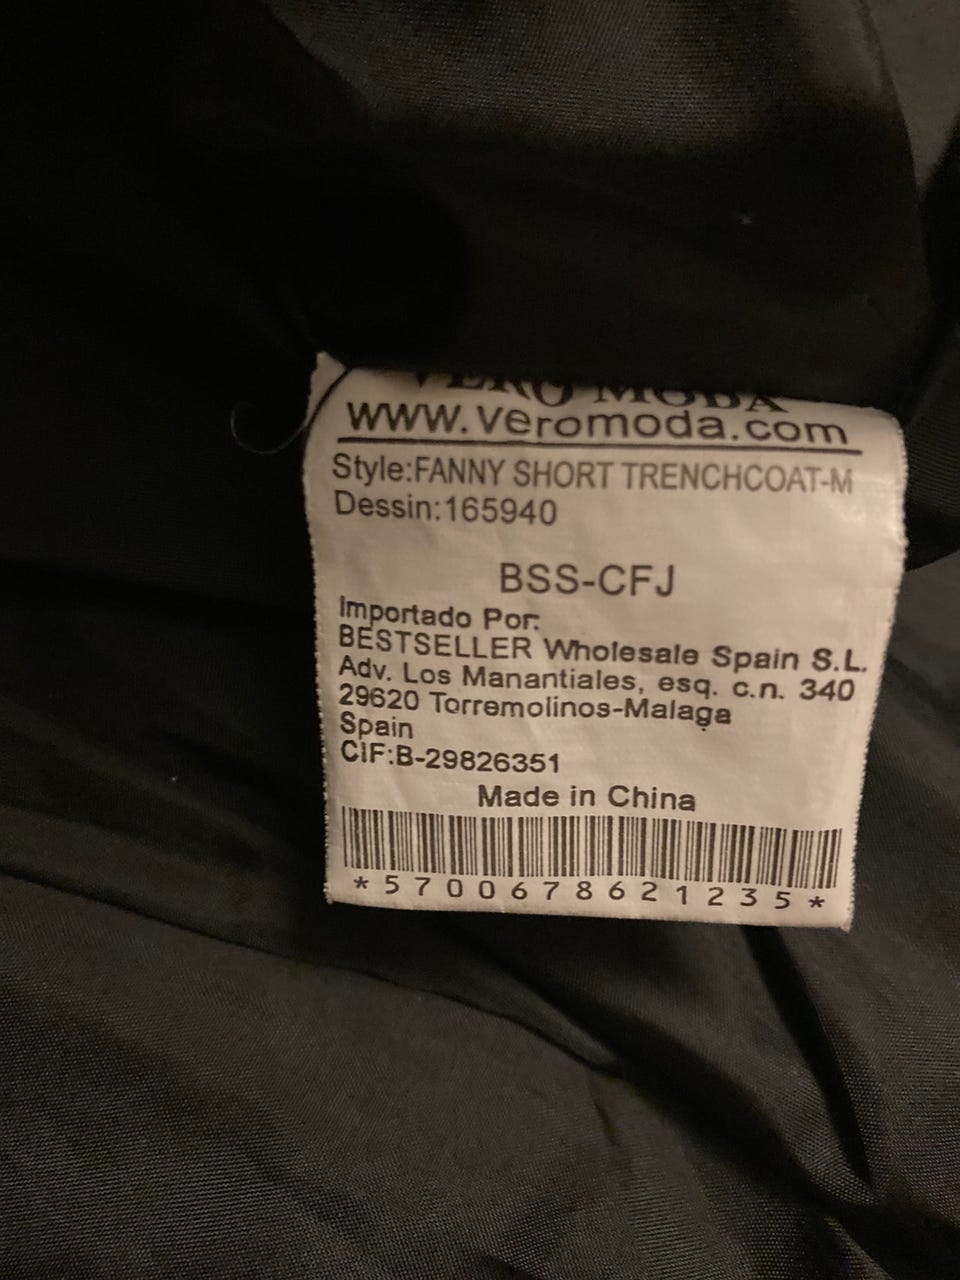 VERO MODA
www.veromoda.com
Style:FANNY SHORT TRENCHCOAT-M
Dessin:165940
BSS-CFJ
Importado Por:
BESTSELLER Wholesale Spain S.L.
Adv. Los Manantiales, esq. c.n. 340
29620 Torremolinos-Malaga
Spain
CIF:B-29826351
Made in China
*5700678621235*